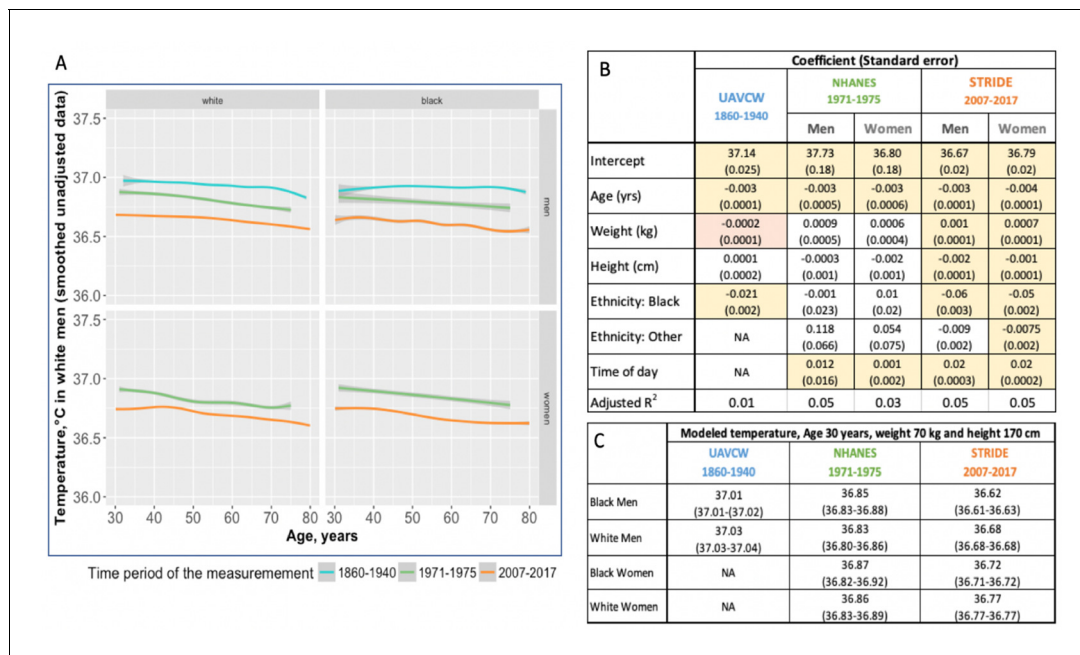 A
white
black
37.5
37.0
36.5
36.0
men
37.5
37.0
36.5
36.0
women
Temperature,°C in white men (smoothed unadjusted data)
30 40 50 60 70 80 30 40 50 60 70 80
Age, years
Time period of the measuremement 1860-1940 1971-1975 2007-2017
B
Coefficient (Standard error)
UAVCW
1860-1940
NHANES
1971-1975
STRIDE
2007-2017
Men Women Men Women
Intercept 37.14 37.73 36.80 36.67 36.79
(0.025) (0.18) (0.18) (0.02) (0.02)
Age (yrs) -0.003 -0.003 -0.003 -0.003 -0.004
(0.0001) (0.0005) (0.0006) (0.0001) (0.0001)
Weight (kg) -0.0002 0.0009 0.0006 0.001 0.0007
(0.0001) (0.0005) (0.0004) (0.0001) (0.0001)
Height (cm) 0.0001 -0.0003 -0.002 -0.002 -0.001
(0.0002) (0.001) (0.001) (0.0001) (0.0001)
Ethnicity: Black -0.021 -0.001 0.01 -0.06 -0.05
(0.002) (0.023) (0.02) (0.003) (0.002)
Ethnicity: Other NA 0.118 0.054 -0.009 -0.0075
(0.066) (0.075) (0.002) (0.002)
Time of day NA 0.012 0.001 0.02 0.02
(0.016) (0.002) (0.0003) (0.0002)
Adjusted R2 0.01 0.05 0.03 0.05 0.05
C
Modeled temperature, Age 30 years, weight 70 kg and height 170 cm
UAVCW NHANES STRIDE
1860-1940 1971-1975 2007-2017
Black Men 37.01 36.85 36.62
(37.01-(37.02) (36.83-36.88) (36.61-36.63)
White Men 37.03 36.83 36.68
(37.03-37.04) (36.80-36.86) (36.68-36.68)
Black Women NA 36.87 36.72
(36.82-36.92) (36.71-36.72)
White Women NA 36.86 36.77
(36.83-36.89) (36.77-36.77)